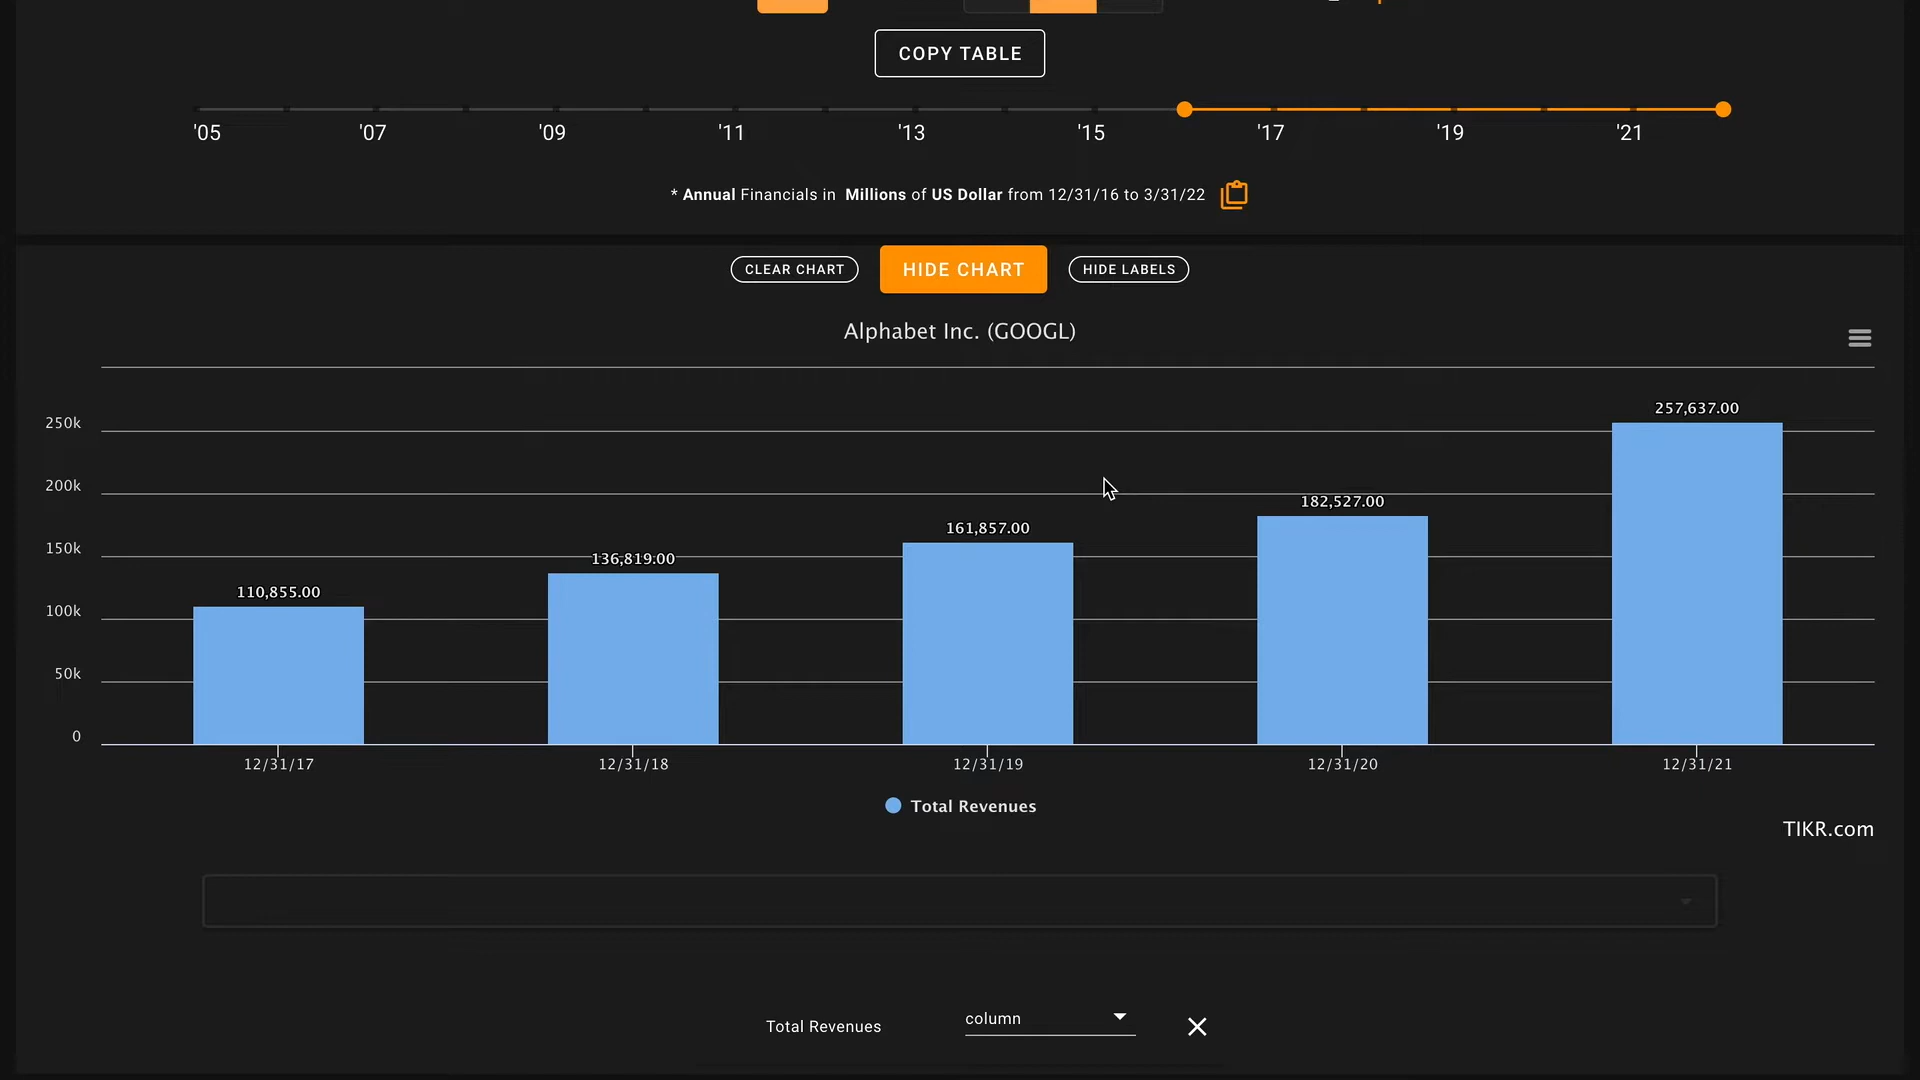 COPY TABLE
'05 '07 '09 '11 '13 '15 '17 '19 '21
* Annual Financials in Millions of US Dollar from 12/31/16 to 3/31/22
CLEAR CHART HIDE CHART HIDE LABELS
Alphabet Inc. (GOOGL)
257,637.00
250k
200k
182,527.00
161,857.00
150k
136,819.00
110,855.00
100k
50k
0
12/31/17 12/31/18 12/31/19 12/31/20 12/31/21
Total Revenues
TIKR.com
Total Revenues column